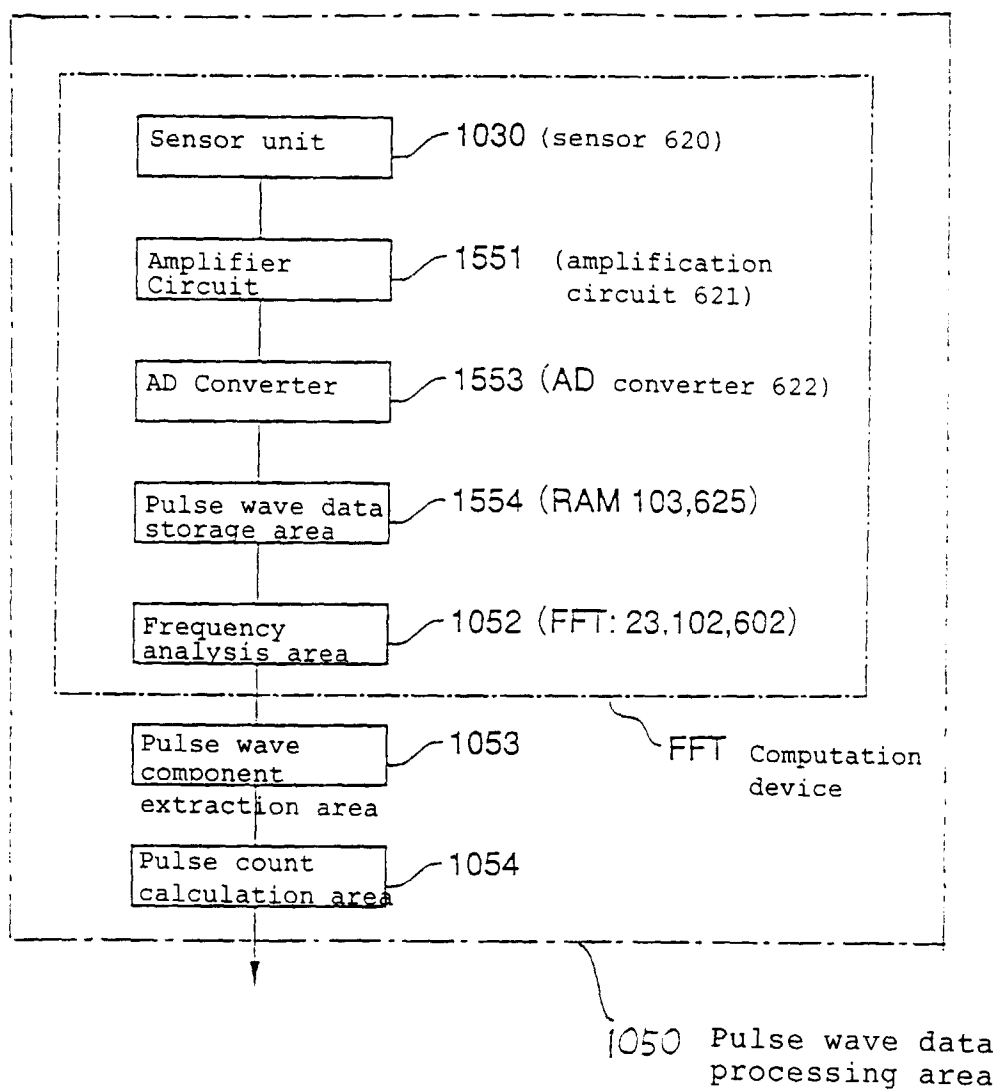 Sensor unit
1030 (sensor 620)
Amplifier
Circuit
1551 (amplification
circuit 621)
AD Converter
1553 (AD converter 622)
Pulse wave data
storage area
1554 (RAM 103,625)
Frequency
analysis area
1052 (FFT: 23,102,602)
FFT Computation
device
Pulse wave
component
extraction area
1053
Pulse count
calculation area
1054
1050 Pulse wave data
processing area